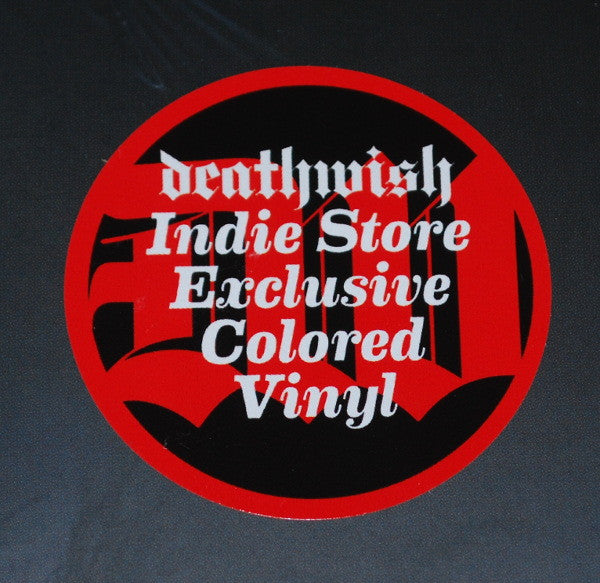 deathwish
Indie Store
Exclusive
Colored
Vinyl